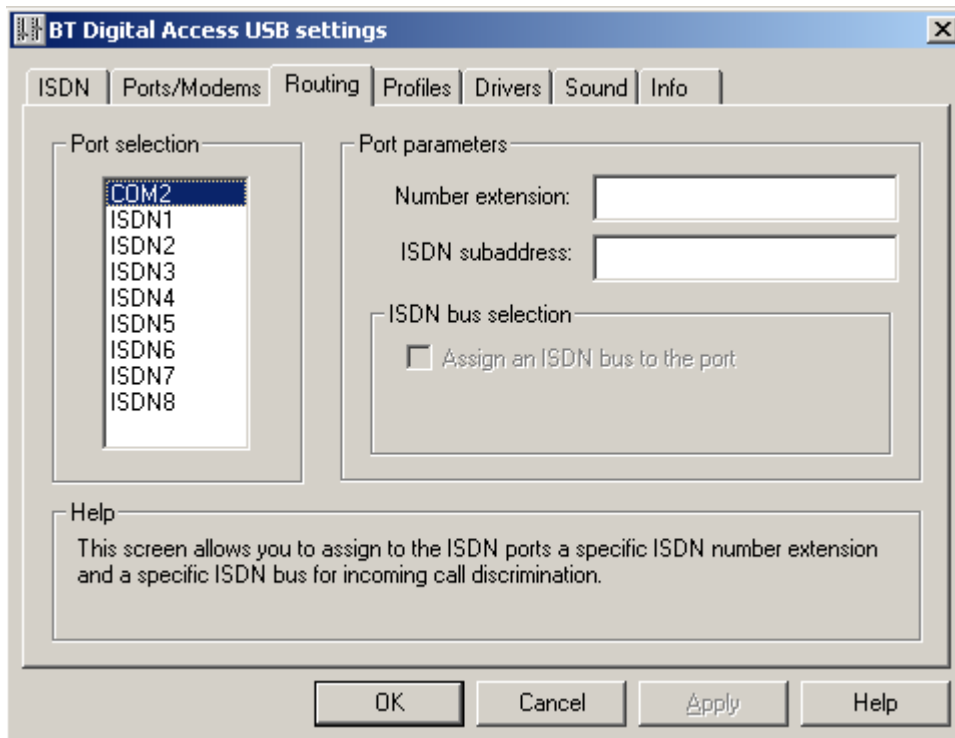 BT Digital Access USB settings
ISDN Ports/Modems Routing Profiles Drivers Sound Info
Port selection
COM2
ISDN1
ISDN2
ISDN3
ISDN4
ISDN5
ISDN6
ISDN7
ISDN8
Port parameters
Number extension:
ISDN subaddress:
ISDN bus selection
Assign an ISDN bus to the port
Help
This screen allows you to assign to the ISDN ports a specific ISDN number extension
and a specific ISDN bus for incoming call discrimination.
OK Cancel Apply Help